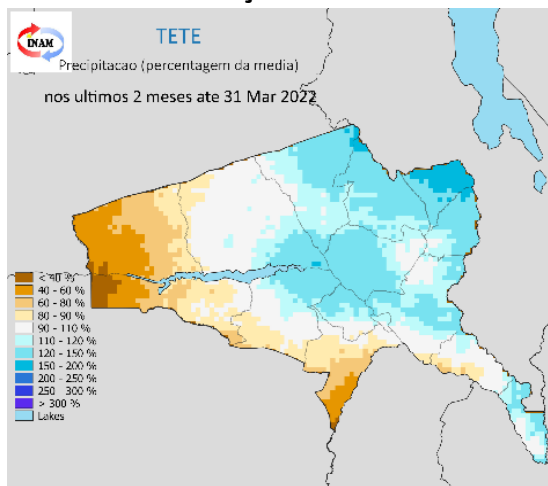 INAM
TETE
Precipitacao (percentagem da media)
nos ultimos 2 meses ate 31 Mar 2022
< 40 %
40 - 60 %
60 - 80 %
80 - 90 %
90 - 110 %
110 - 120 %
120 - 150 %
150 - 200 %
200 - 250 %
250 - 300 %
> 300 %
Lakes